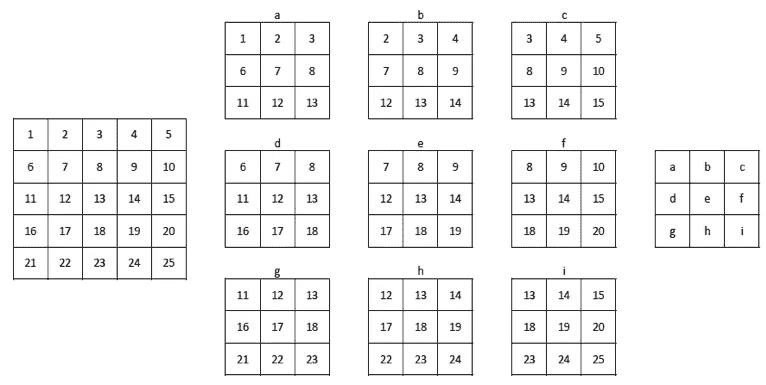 a b c
1 2 3 2 3 4 3 4 5
6 7 8 7 8 9 8 9 10
11 12 13 12 13 14 13 14 15
1 2 3 4 5
6 7 8 9 10
11 12 13 14 15
16 17 18 19 20
21 22 23 24 25
d e f
6 7 8 7 8 9 8 9 10
11 12 13 12 13 14 13 14 15
16 17 18 17 18 19 18 19 20
a b c
d e f
g h i
g h i
11 12 13 12 13 14 13 14 15
16 17 18 17 18 19 18 19 20
21 22 23 22 23 24 23 24 25